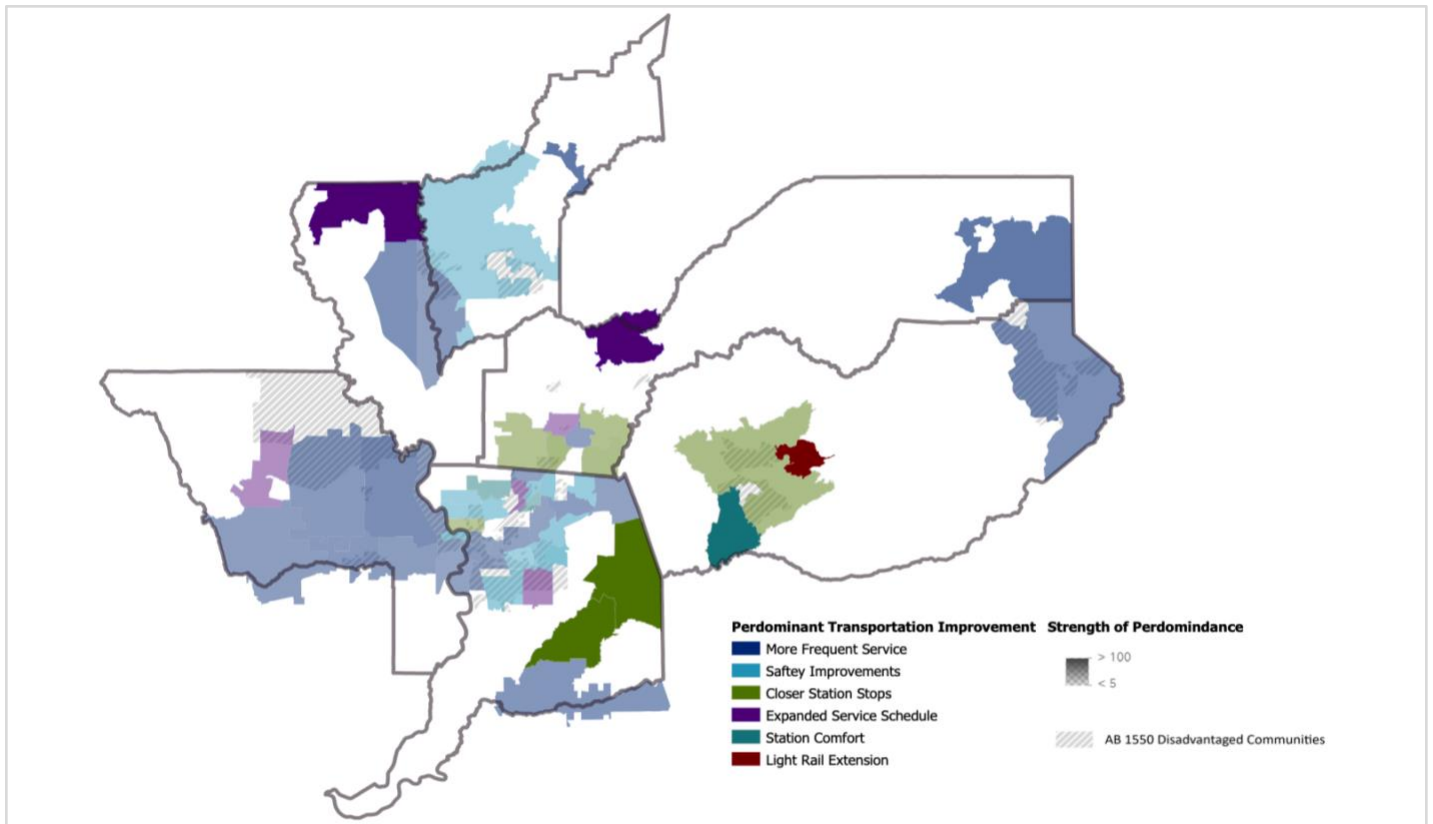 Perdominant Transportation Improvement
More Frequent Service
Saftey Improvements
Closer Station Stops
Expanded Service Schedule
Station Comfort
Light Rail Extension
Strength of Perdomindance
> 100
< 5
AB 1550 Disadvantaged Communities